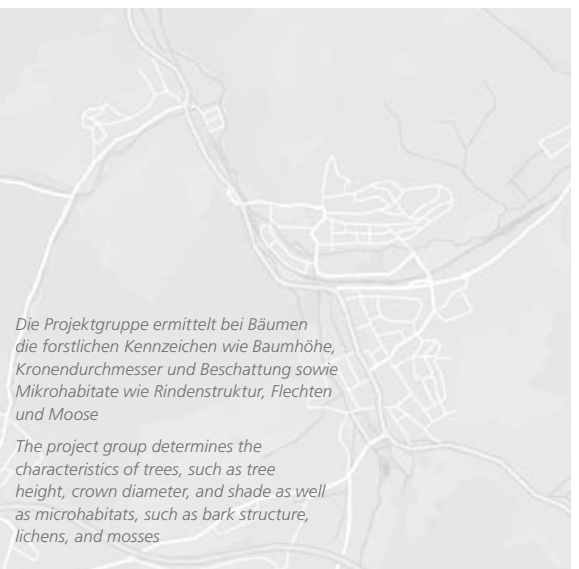 Die Projektgruppe ermittelt bei Bäumen
die forstlichen Kennzeichen wie Baumhöhe,
Kronendurchmesser und Beschattung sowie
Mikrohabitate wie Rindenstruktur, Flechten
und Moose
The project group determines the
characteristics of trees, such as tree
height, crown diameter, and shade as well
as microhabitats, such as bark structure,
lichens, and mosses